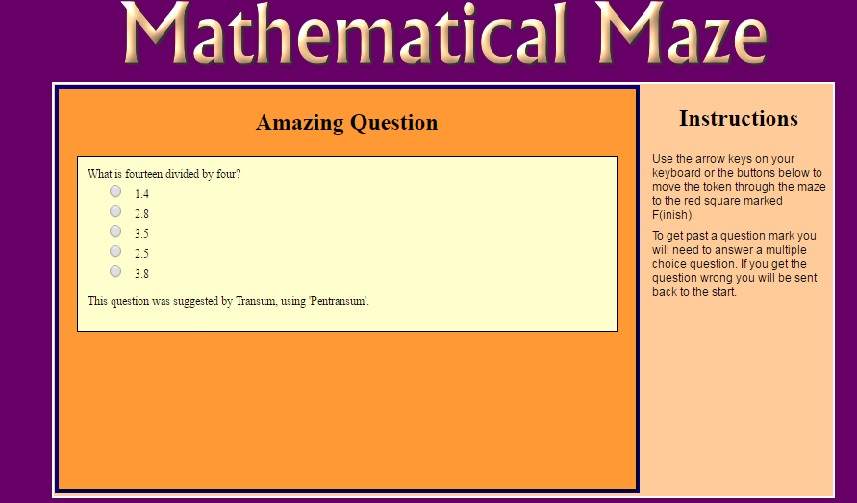 Mathematical Maze
Amazing Question
What is fourteen divided by four?
1.4
2.8
3.5
2.5
3.8
This question was suggested by Transum, using 'Pentransum'.
Instructions
Use the arrow keys on your
keyboard or the buttons below to
move the token through the maze
to the red square marked
F(inish)
To get past a question mark you
will need to answer a multiple
choice question. If you get the
question wrong you will be sent
back to the start.